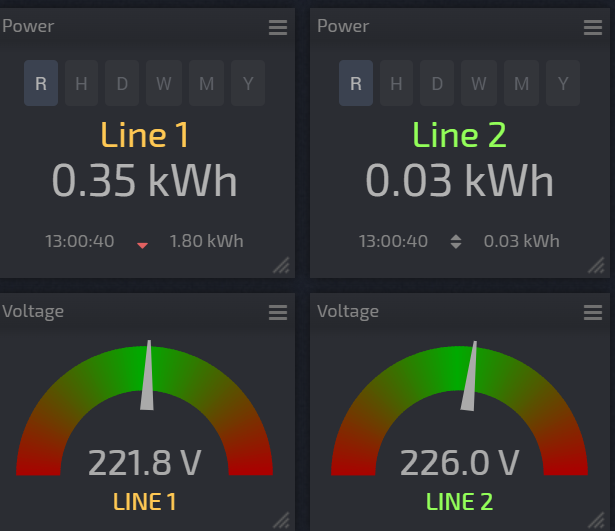 Power
R H D W M Y
Line 1
0.35 kWh
13:00:40 1.80 kWh
Power
R H D W M Y
Line 2
0.03 kWh
13:00:40 0.03 kWh
Voltage
221.8 V
LINE 1
Voltage
226.0 V
LINE 2